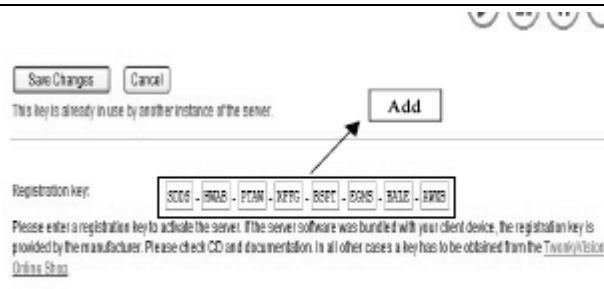 Save Changes Cancel
This key is already in use by another instance of the server.
Add
Registration key:
Please enter a registration key to activate the server. If the server software was bundled with your client device, the registration key is
provided by the manufacturer. Please check CD and documentation. In all other cases a key has to be obtained from the TwonkyVision
Online Shop